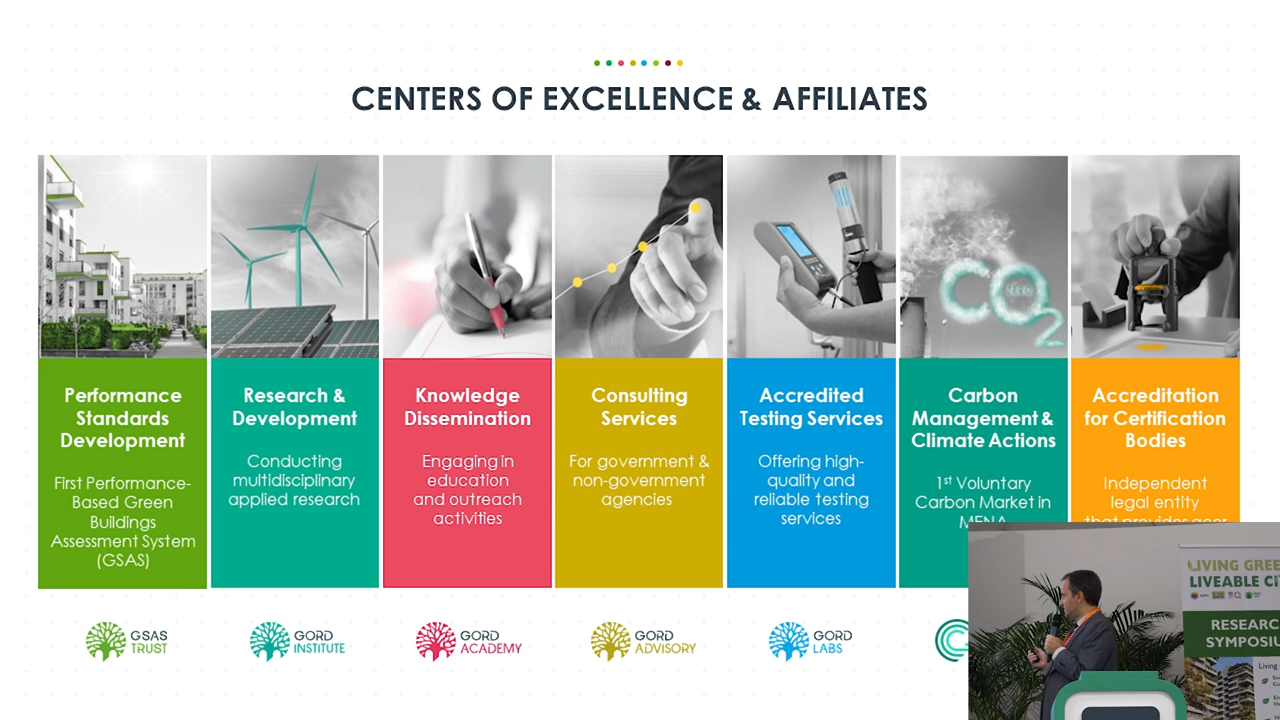 CENTERS OF EXCELLENCE & AFFILIATES
CO2
Performance
Standards
Development
First Performance-
Based Green
Buildings
Assessment System
(GSAS)
Research &
Development
Conducting
multidisciplinary
applied research
Knowledge
Dissemination
Engaging in
education
and outreach
activities
Consulting
Services
For government &
non-government
agencies
Accredited
Testing Services
Offering high-
quality and
reliable testing
services
Carbon
Management &
Climate Actions
1st Voluntary
Carbon Market in
MENA
Accreditation
for Certification
Bodies
Independent
legal entity
that provides
GSAS
TRUST
GORD
INSTITUTE
GORD
ACADEMY
GORD
ADVISORY
GORD
LABS
LIVING GREE
LIVEABLE CI
RESEARC
SYMPOSIU
Living